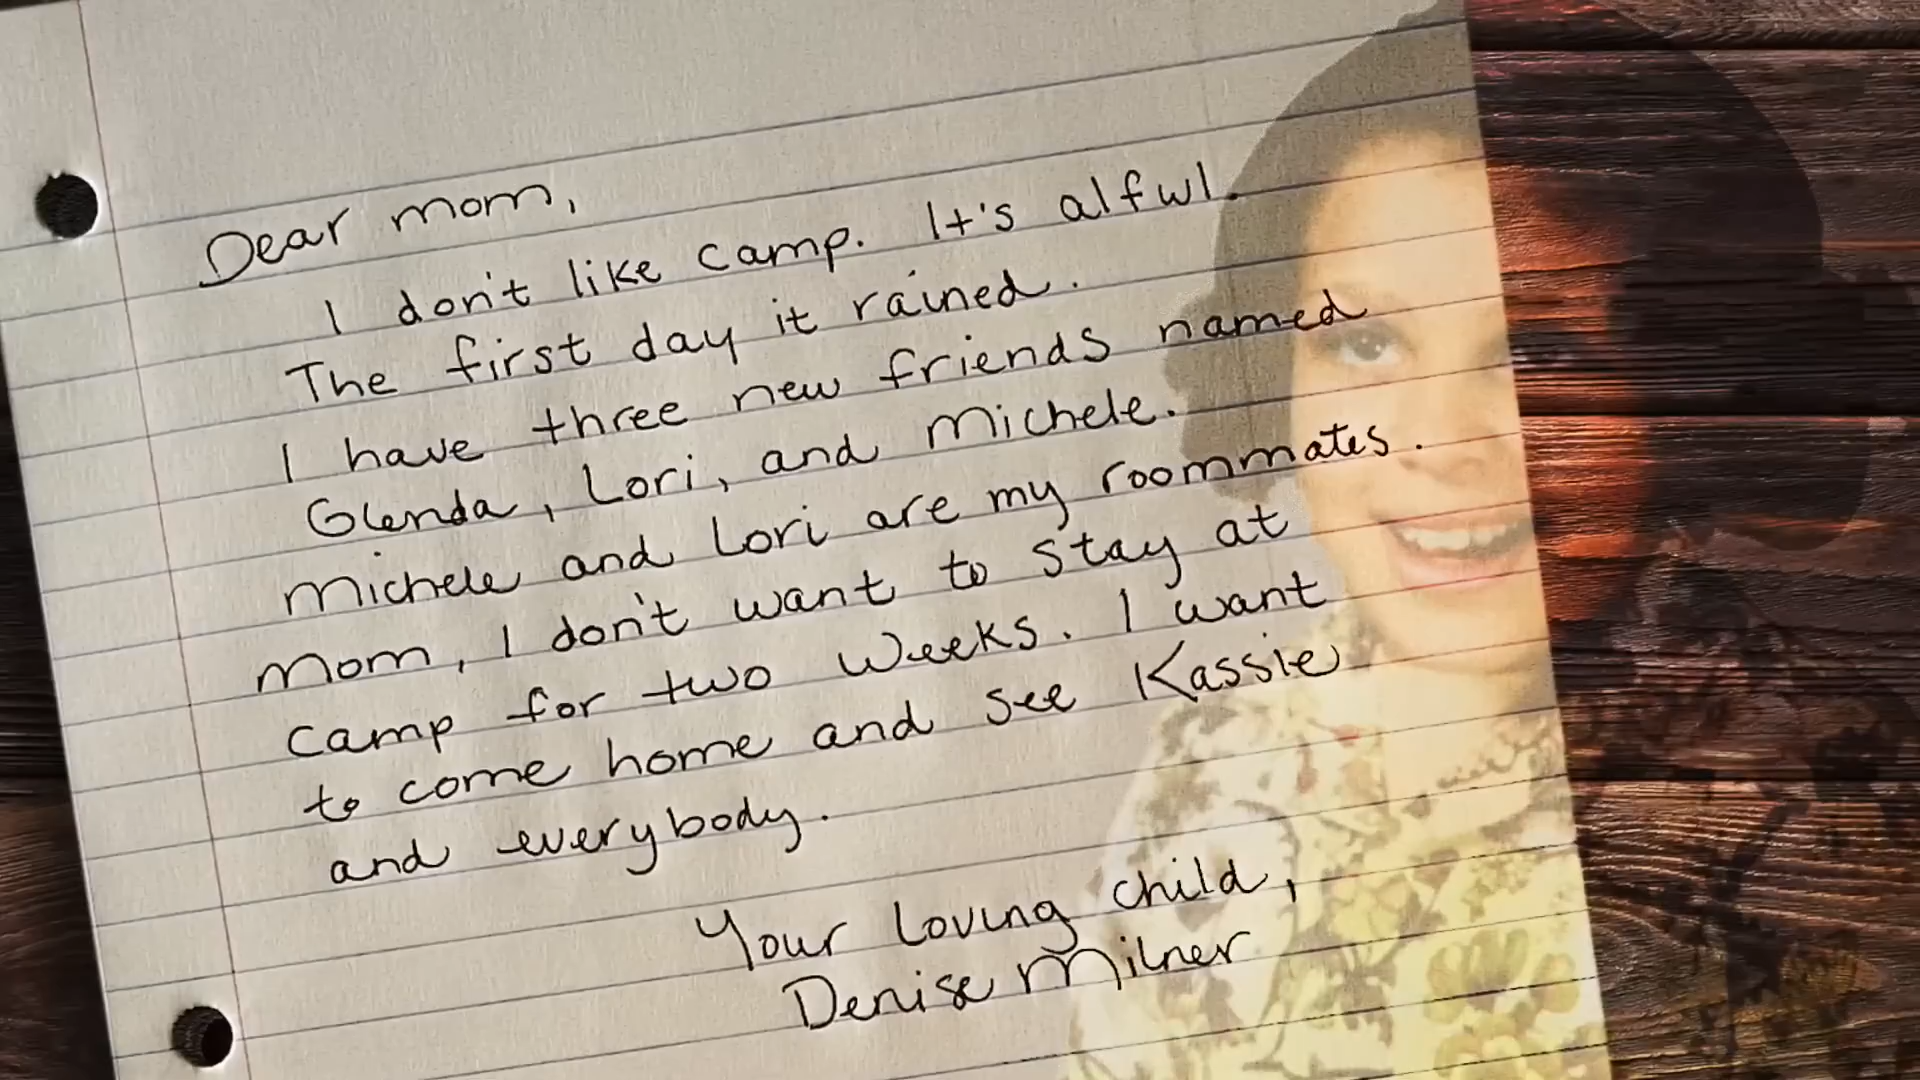 Dear mom,
I don't like camp. It's alful.
The first day it rained.
I have three new friends named
Glenda, Lori, and Michele.
Michele and Lori are my roommates.
Mom, I don't want to stay at
camp for two weeks. I want
to come home and see Kassie
and everybody.
Your loving child,
Denise Milner